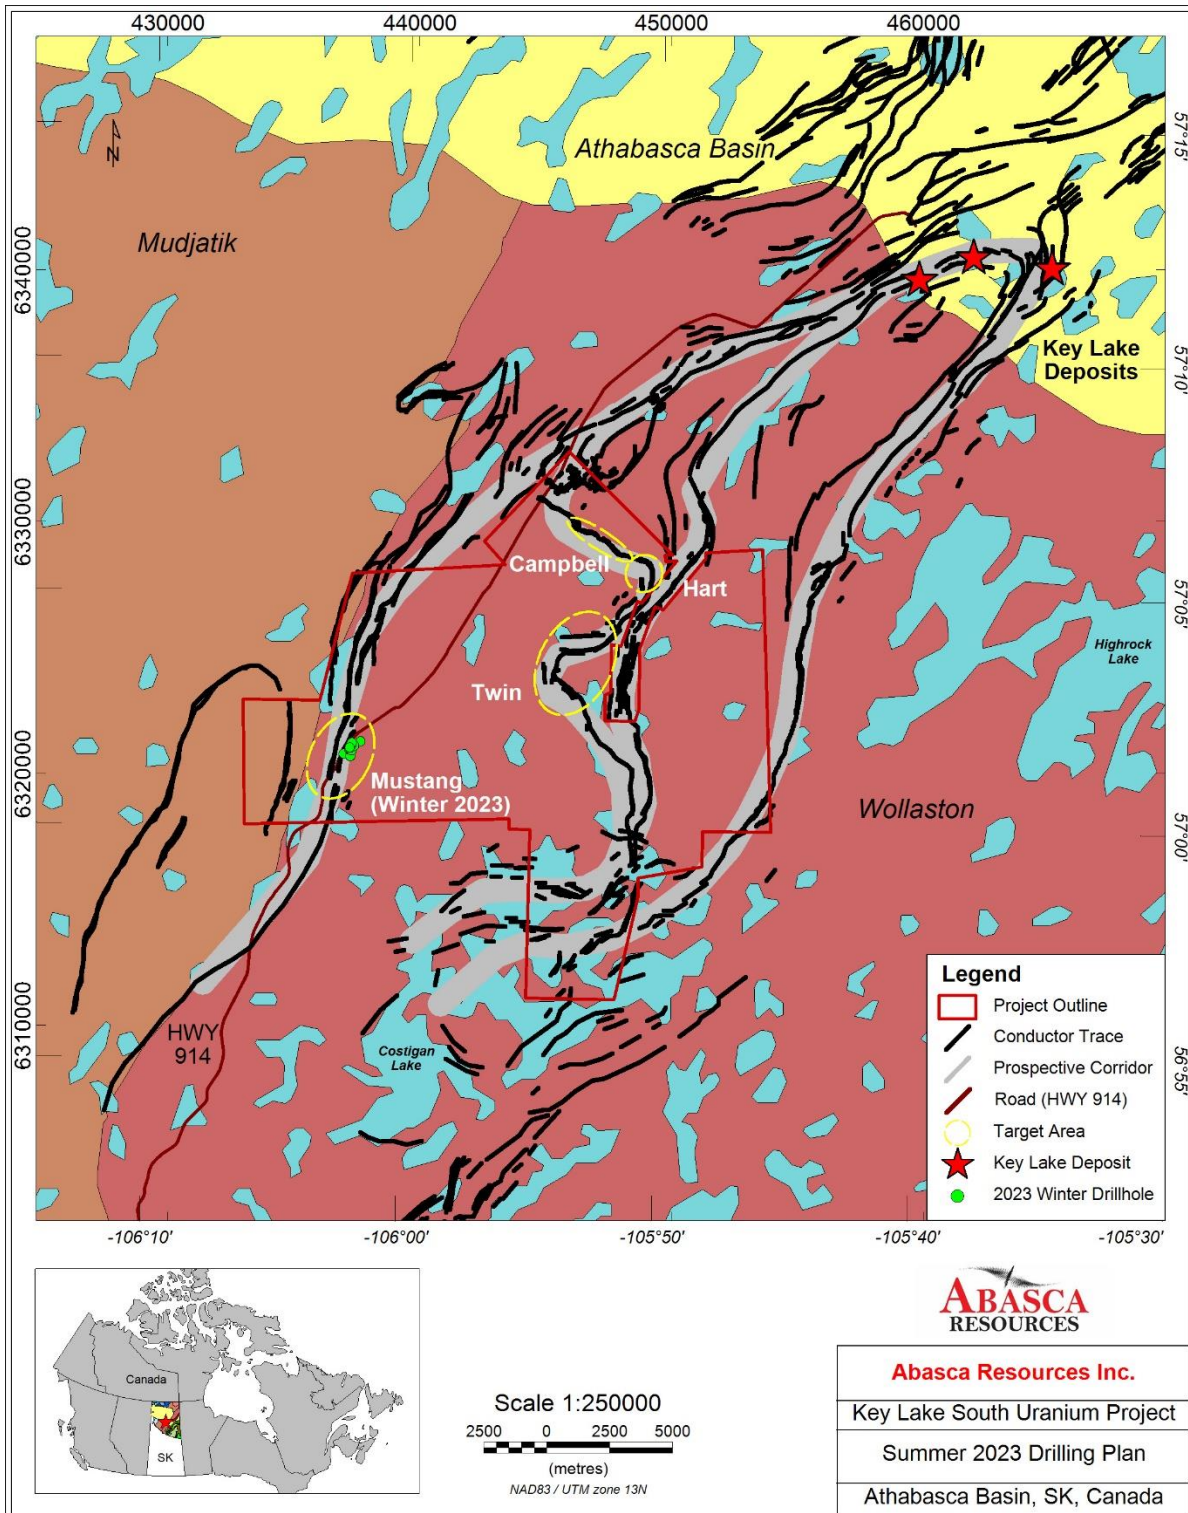 430000 440000 450000 460000
57°15'
Athabasca Basin
N
Mudjatik
6340000
Key Lake
Deposits
57°10'
6330000
Campbell
Hart
57°05'
Highrock
Lake
Twin
Mustang
(Winter 2023)
6320000
Wollaston
57°00'
HWY
914
6310000
Costigan
Lake
56°55'
Legend
Project Outline
Conductor Trace
Prospective Corridor
Road (HWY 914)
Target Area
Key Lake Deposit
2023 Winter Drillhole
-106°10' -106°00' -105°50' -105°40' -105°30'
Canada
SK
Scale 1:250000
2500 0 2500 5000
(metres)
NAD83 / UTM zone 13N
ABASCA
RESOURCES
Abasca Resources Inc.
Key Lake South Uranium Project
Summer 2023 Drilling Plan
Athabasca Basin, SK, Canada